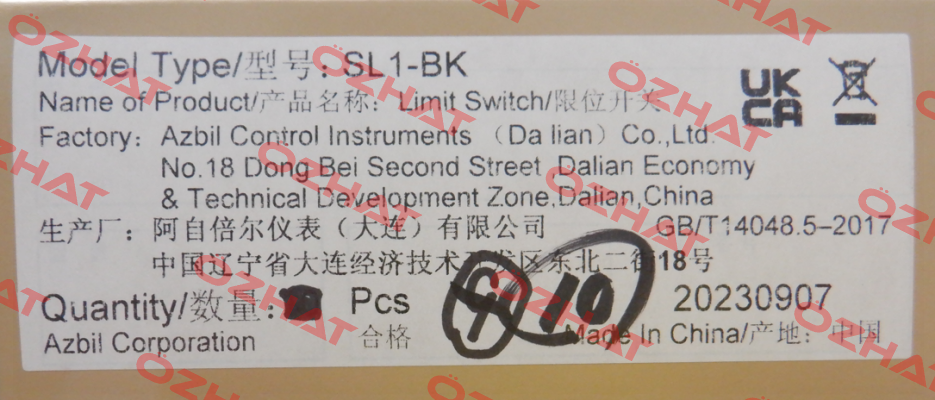 Model Type/型号: SL1-BK
Name of Product/产品名称: Limit Switch/限位开关
UK
CA
Factory: Azbil Control Instruments (Da lian) Co.,Ltd.
No.18 Dong Bei Second Street Dalian Economy
& Technical Development Zone,Dalian,China
生产厂: 阿自倍尔仪表(大连)有限公司 GB/T14048.5-2017
中国辽宁省大连经济技术开发区东北二街18号
Quantity/数量: Pcs 10 20230907
合格
Azbil Corporation Made In China/产地: 中国
ÖZHAT